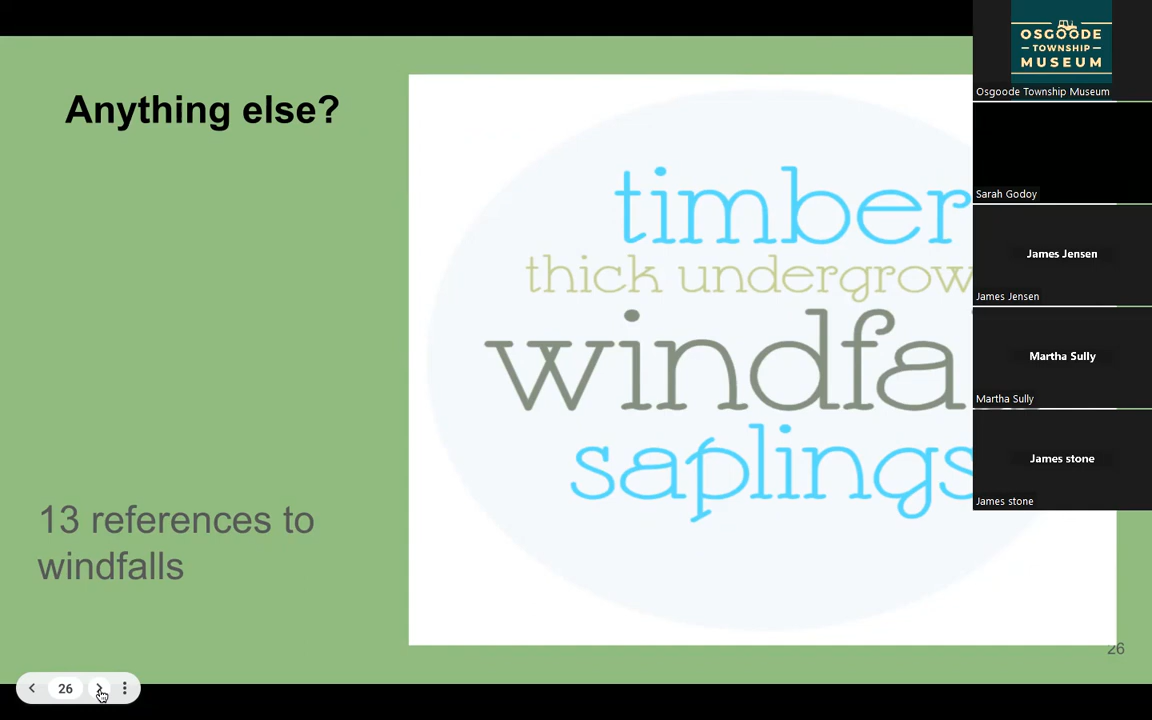 Anything else?
timber
thick undergrow
windfa
saplings
13 references to
windfalls
26
26
OSGOODE
TOWNSHIP
MUSEUM
Osgoode Township Museum
Sarah Godoy
James Jensen
James Jensen
Martha Sully
Martha Sully
James stone
James stone